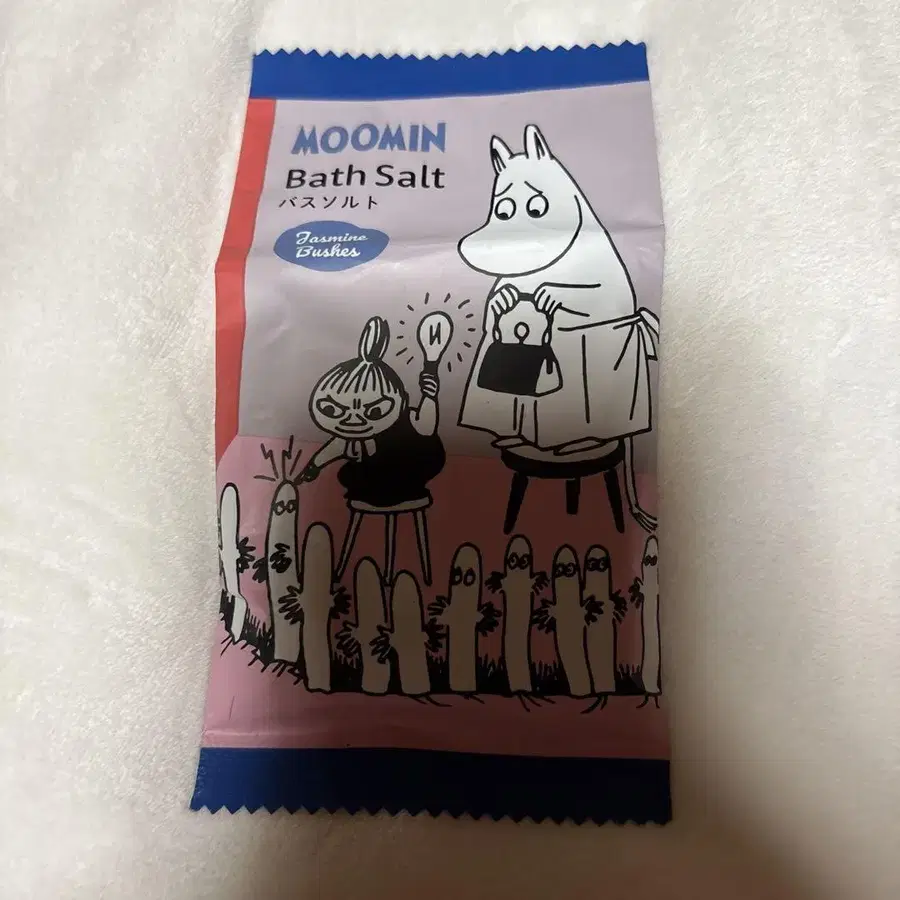 MOOMIN
Bath Salt
バスソルト
Jasmine
Bushes